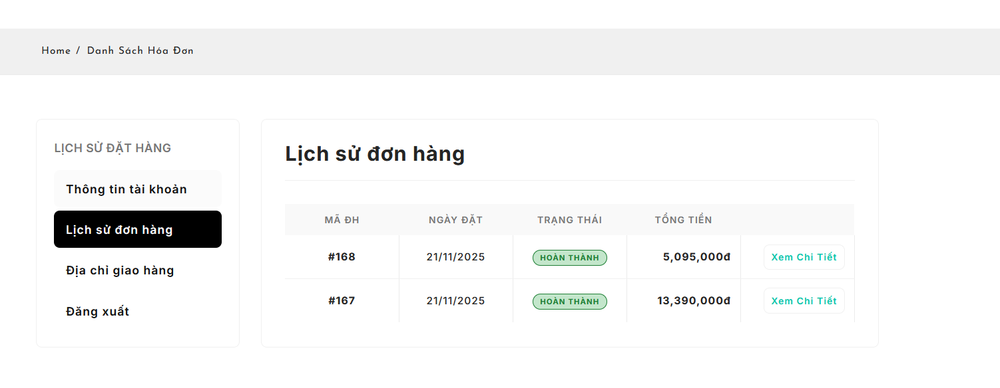 Home / Danh Sách Hóa Đơn
LỊCH SỬ ĐẶT HÀNG
Thông tin tài khoản
Lịch sử đơn hàng
Địa chỉ giao hàng
Đăng xuất
Lịch sử đơn hàng
MÃ ĐH NGÀY ĐẶT TRẠNG THÁI TỔNG TIỀN
#168 21/11/2025 HOÀN THÀNH 5,095,000đ Xem Chi Tiết
#167 21/11/2025 HOÀN THÀNH 13,390,000đ Xem Chi Tiết